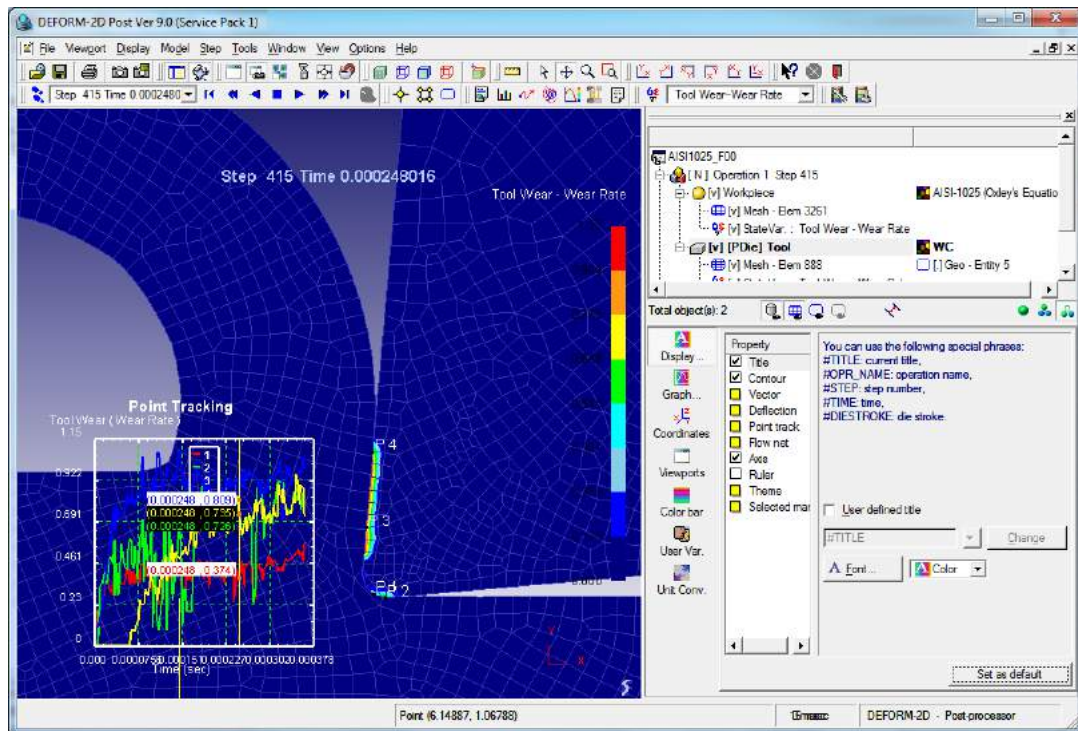 DEFORM-2D Post Ver 9.0 (Service Pack 1)
File Viewport Display Model Step Tools Window View Options Help
Step 415 Time 0.0002480
Tool Wear-Wear Rate
Step 415 Time 0.000248016
Tool Wear - Wear Rate
0.000
Point Tracking
Tool Wear ( Wear Rate )
1.15
0.922
0.691
0.461
0.23
0
1
2
3
(0.000248 , 0.809)
(0.000248 , 0.735)
(0.000248 , 0.726)
(0.000248 , 0.374)
Time (sec)
P 4
P 3
P 2
Y
X
AISI1025_F00
[ N ] Operation 1 Step 415
[v] Workpiece
AISI-1025 (Oxley's Equatio
[v] Mesh - Elem 3261
[v] StateVar. : Tool Wear - Wear Rate
[v] [PDie] Tool
WC
[v] Mesh - Elem 888
[.] Geo - Entity 5
Total object(s): 2
Display...
Graph...
Coordinates
Viewports
Color bar
User Var.
Unit Conv.
Property
Title
Contour
Vector
Deflection
Point track
Flow net
Axis
Ruler
Theme
Selected mar
You can use the following special phrases:
#TITLE: current title,
#OPR_NAME: operation name,
#STEP: step number,
#TIME: time,
#DIESTROKE: die stroke.
User defined title
#TITLE
Change
A Font...
Color
Set as default
Point (6.14887, 1.06788)
DEFORM-2D - Post-processor